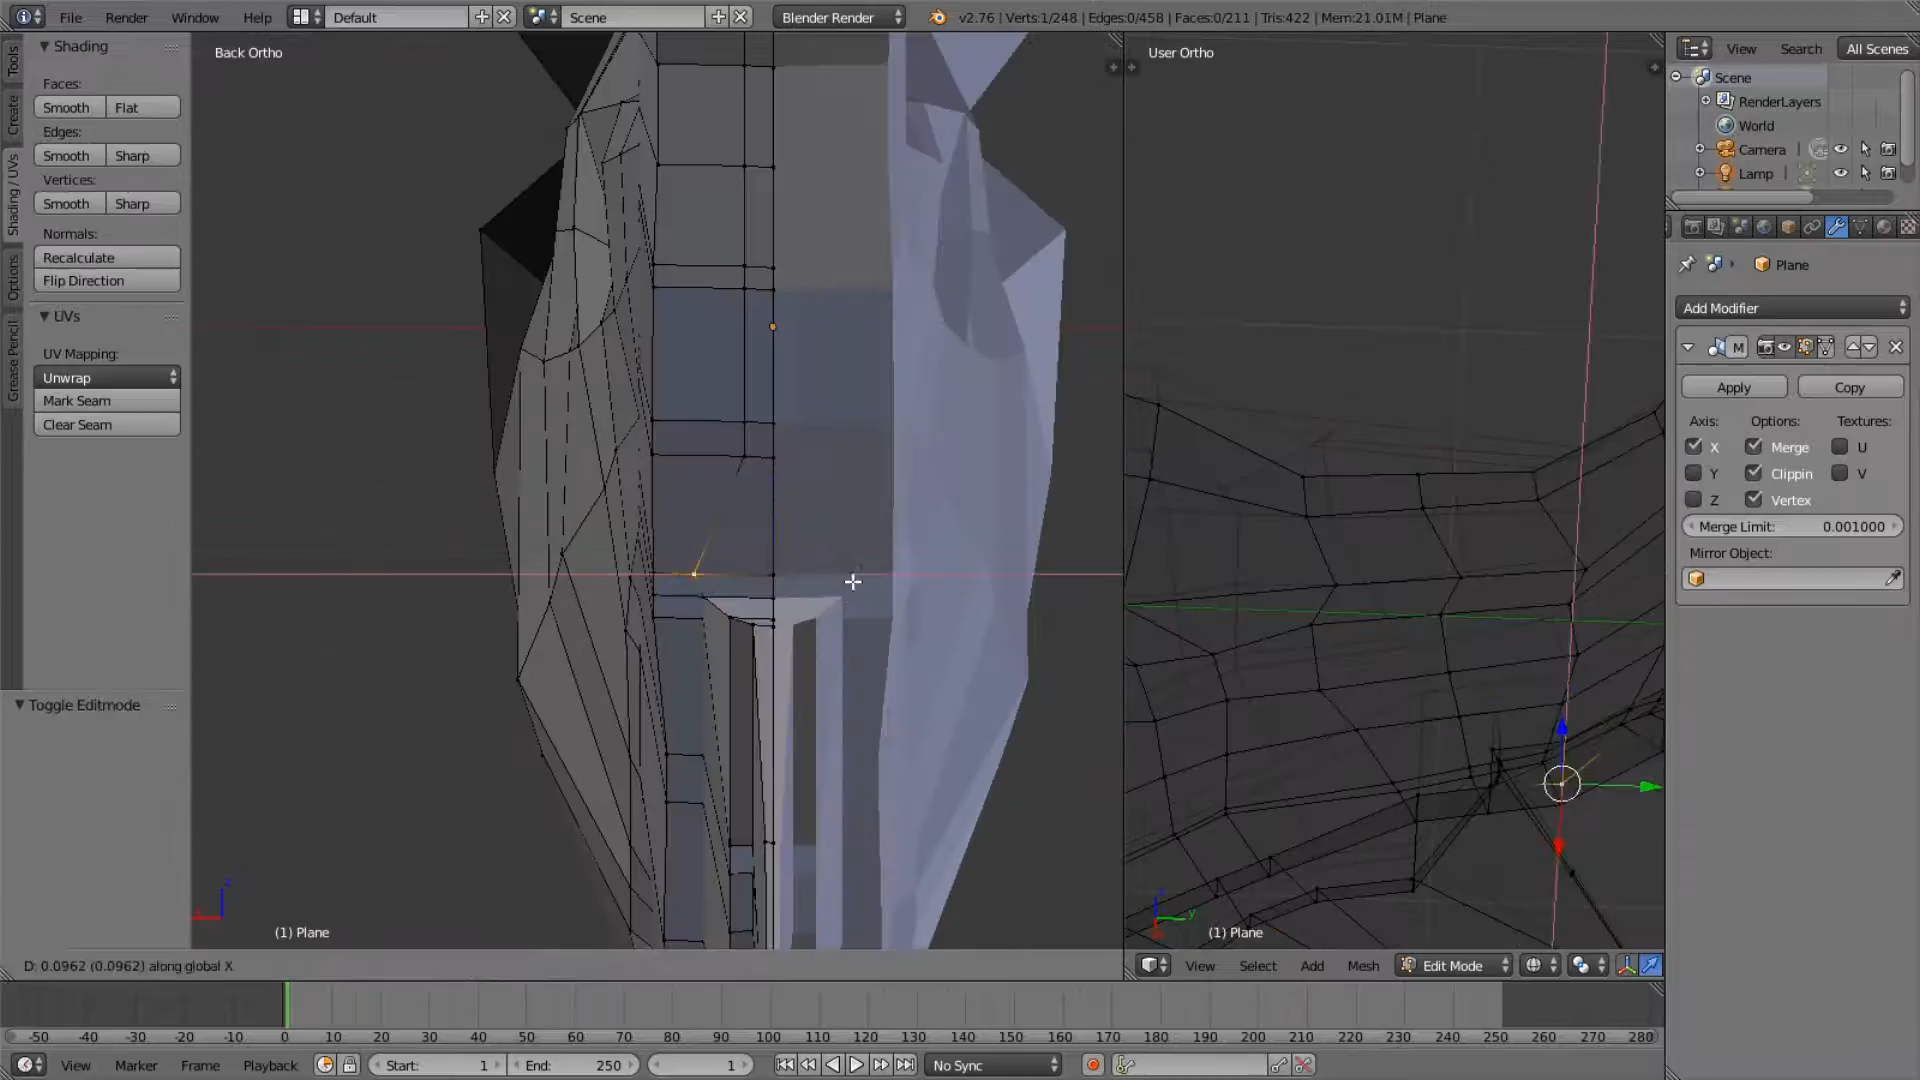 File Render Window Help Default Scene Blender Render v2.76 | Verts:1/248 | Edges:0/458 | Faces:0/211 | Tris:422 | Mem:21.01M | Plane
Tools
Create
Shading / UVs
Options
Grease Pencil
Shading
Faces:
Smooth Flat
Edges:
Smooth Sharp
Vertices:
Smooth Sharp
Normals:
Recalculate
Flip Direction
UVs
UV Mapping:
Unwrap
Mark Seam
Clear Seam
Toggle Editmode
Back Ortho
(1) Plane
D: 0.0962 (0.0962) along global X
User Ortho
(1) Plane
View Select Add Mesh Edit Mode
View Search All Scenes
Scene
RenderLayers
World
Camera
Lamp
Plane
Add Modifier
M
Apply Copy
Axis: Options: Textures:
X Merge U
Y Clippin V
Z Vertex
Merge Limit: 0.001000
Mirror Object:
-50 -40 -30 -20 -10 0 10 20 30 40 50 60 70 80 90 100 110 120 130 140 150 160 170 180 190 200 210 220 230 240 250 260 270 280
View Marker Frame Playback Start: 1 End: 250 1 No Sync